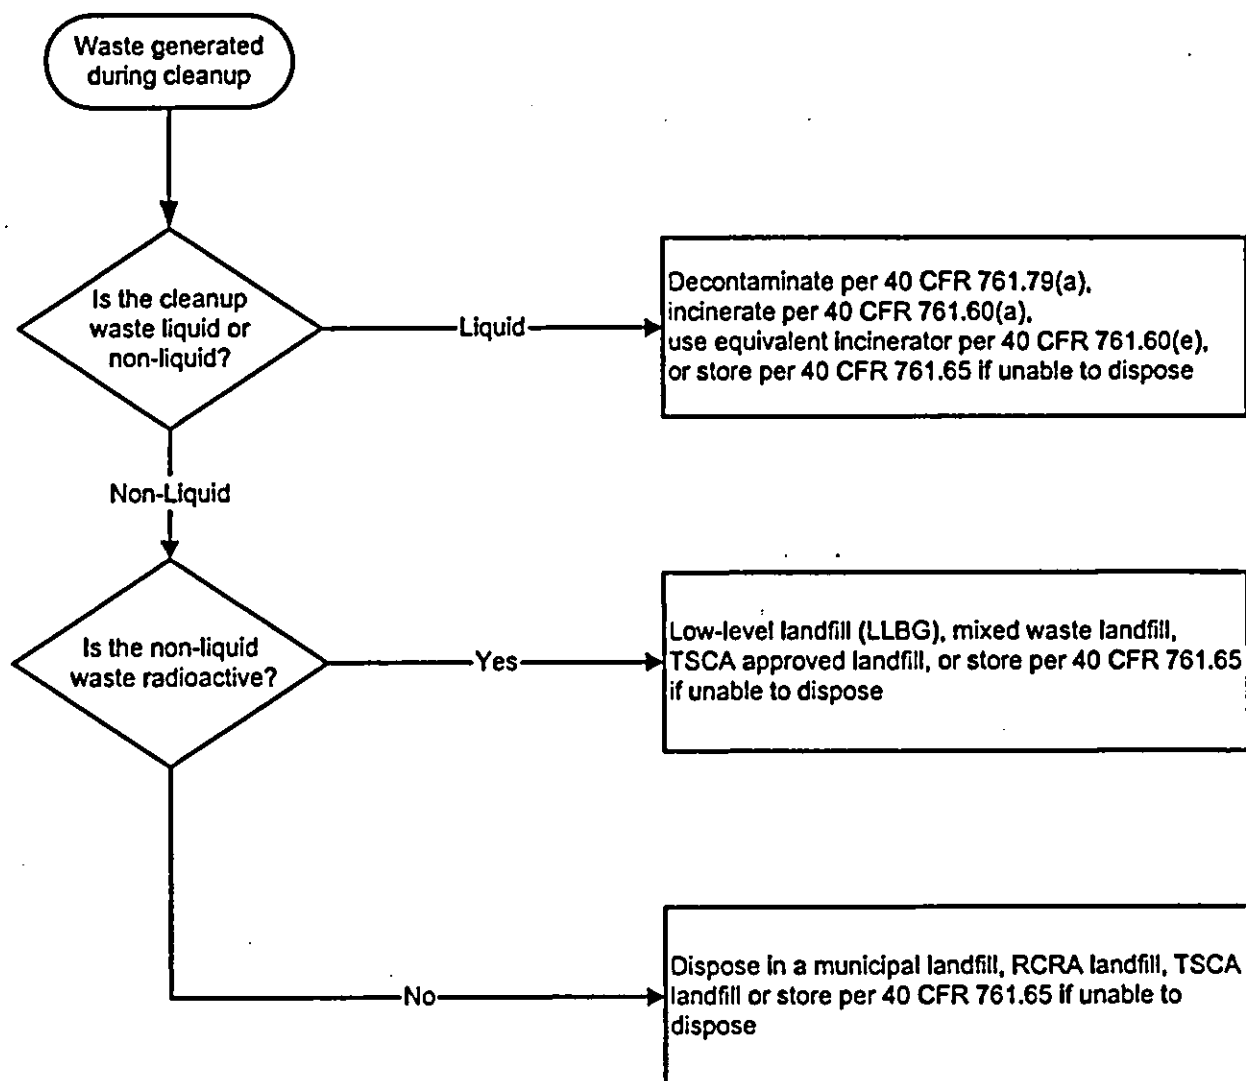 Waste generated
during cleanup
Is the cleanup
waste liquid or
non-liquid?
Liquid
Decontaminate per 40 CFR 761.79(a),
incinerate per 40 CFR 761.60(a),
use equivalent incinerator per 40 CFR 761.60(e),
or store per 40 CFR 761.65 if unable to dispose
Non-Liquid
Is the non-liquid
waste radioactive?
Yes
Low-level landfill (LLBG), mixed waste landfill,
TSCA approved landfill, or store per 40 CFR 761.65
if unable to dispose
No
Dispose in a municipal landfill, RCRA landfill, TSCA
landfill or store per 40 CFR 761.65 if unable to
dispose